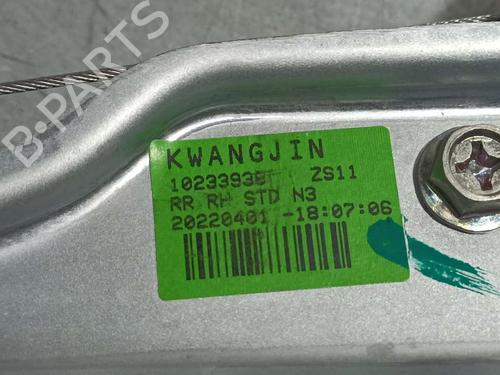 B-PARTS
KWANGJIN
10233938 ZS11
RR RH STD N3
20220401 -18:07:06